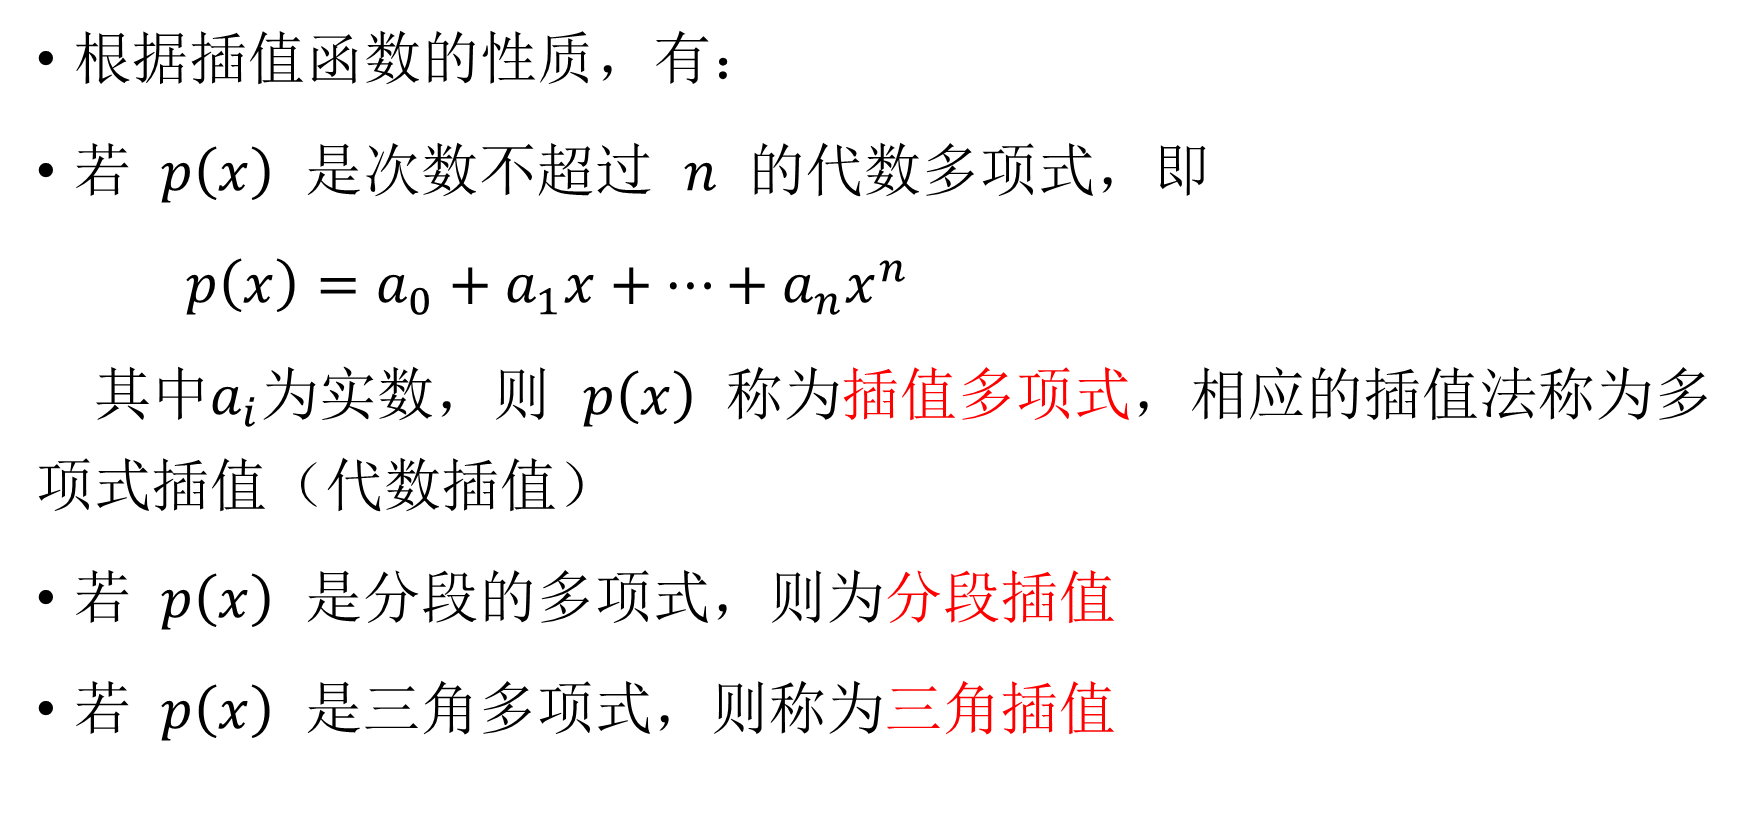 • 根据插值函数的性质，有：
• 若 p(x) 是次数不超过 n 的代数多项式，即
p(x) = a₀ + a₁x + ⋯ + aₙxⁿ
其中aᵢ为实数，则 p(x) 称为插值多项式，相应的插值法称为多
项式插值（代数插值）
• 若 p(x) 是分段的多项式，则为分段插值
• 若 p(x) 是三角多项式，则称为三角插值